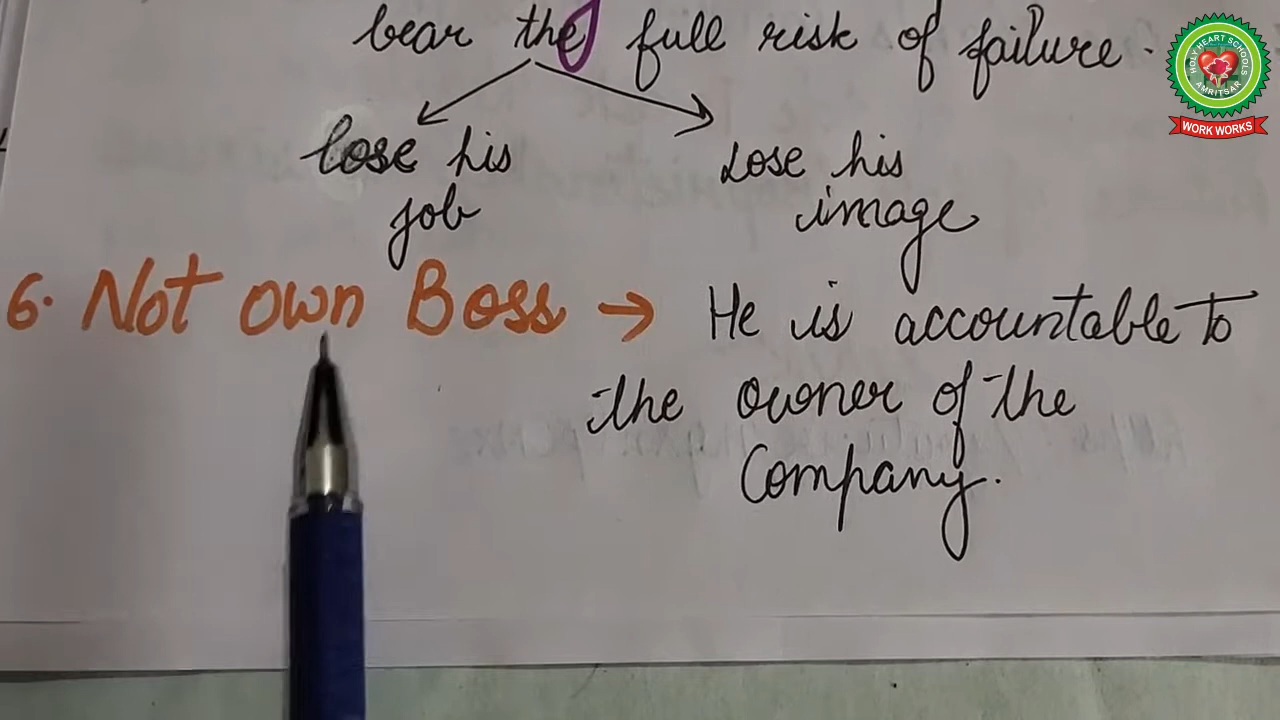 bear the full risk of failure.
lose his Lose his
job image
6. Not own Boss → He is accountable to
the owner of the
Company.
HOLY HEART SCHOOLS
AMRITSAR
WORK WORKS